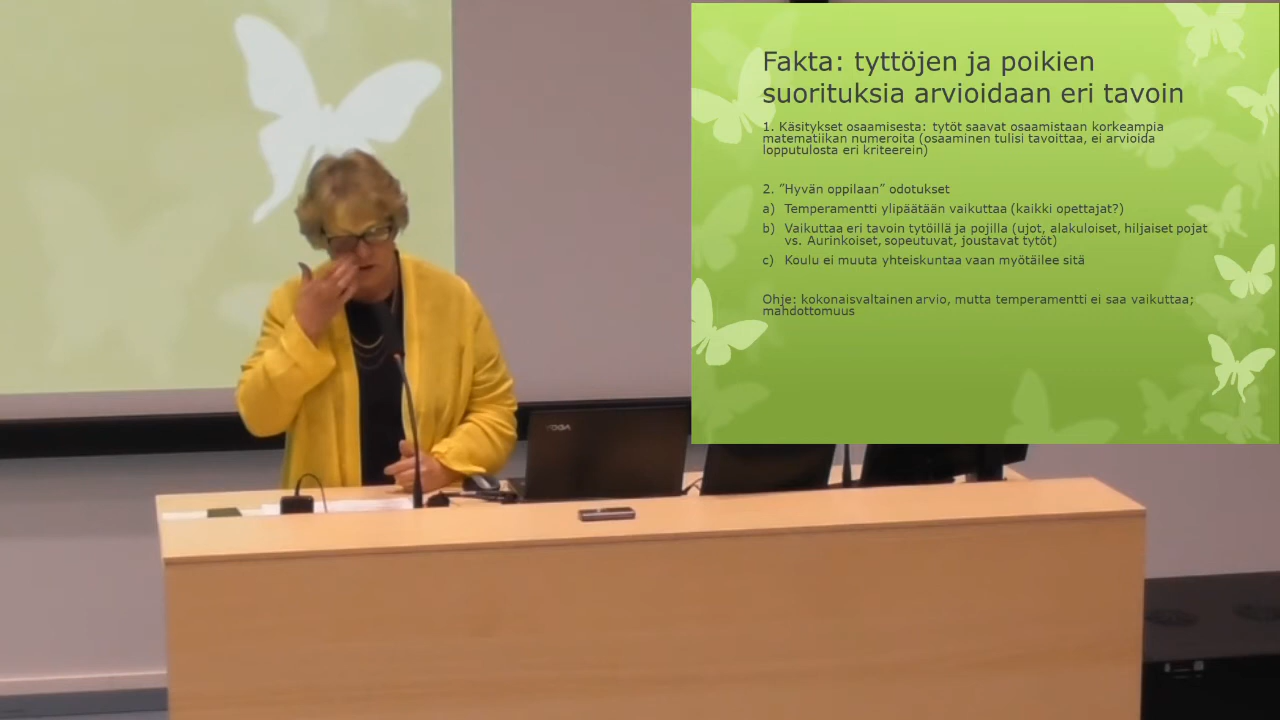 Fakta: tyttöjen ja poikien
suorituksia arvioidaan eri tavoin
1. Käsitykset osaamisesta: tytöt saavat osaamistaan korkeampia
matematiikan numeroita (osaaminen tulisi tavoittaa, ei arvioida
lopputulosta eri kriteerein)
2. ”Hyvän oppilaan” odotukset
a) Temperamentti ylipäätään vaikuttaa (kaikki opettajat?)
b) Vaikuttaa eri tavoin tytöillä ja pojilla (ujot, alakuloiset, hiljaiset pojat
vs. Aurinkoiset, sopeutuvat, joustavat tytöt)
c) Koulu ei muuta yhteiskuntaa vaan myötäilee sitä
Ohje: kokonaisvaltainen arvio, mutta temperamentti ei saa vaikuttaa;
mahdottomuus
YOGA